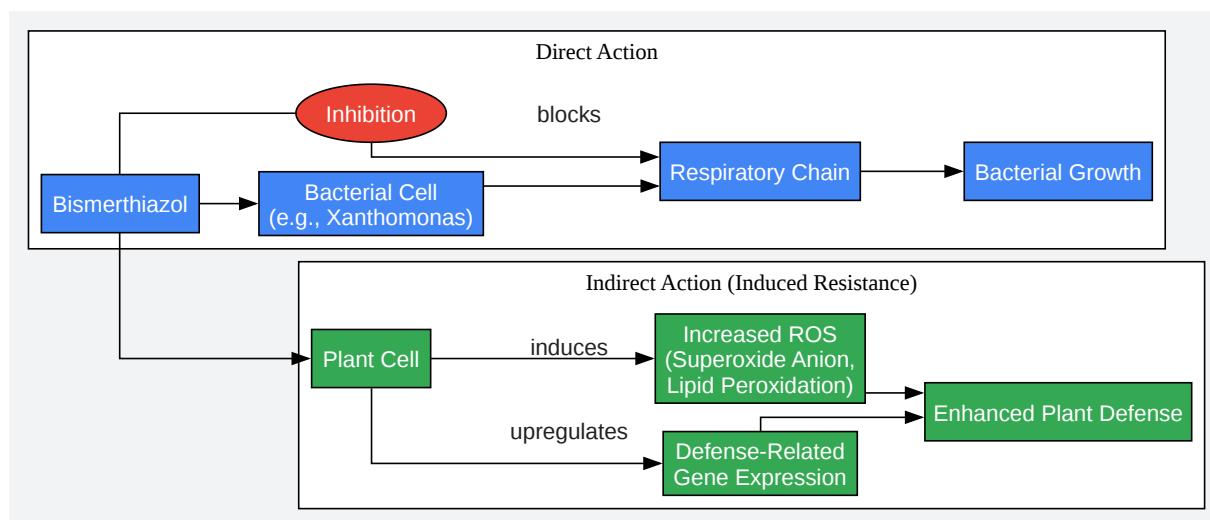 Direct Action
Inhibition
blocks
Bismerthiazol
Bacterial Cell
(e.g., Xanthomonas)
Respiratory Chain
Bacterial Growth
Indirect Action (Induced Resistance)
Plant Cell
induces
Increased ROS
(Superoxide Anion,
Lipid Peroxidation)
upregulates
Defense-Related
Gene Expression
Enhanced Plant Defense